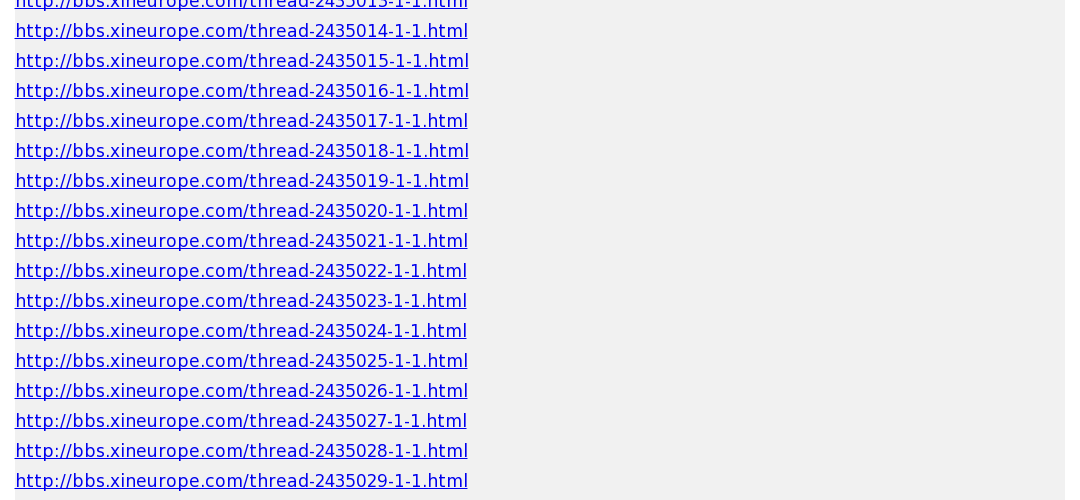 http://bbs.xineurope.com/thread-2435013-1-1.html
http://bbs.xineurope.com/thread-2435014-1-1.html
http://bbs.xineurope.com/thread-2435015-1-1.html
http://bbs.xineurope.com/thread-2435016-1-1.html
http://bbs.xineurope.com/thread-2435017-1-1.html
http://bbs.xineurope.com/thread-2435018-1-1.html
http://bbs.xineurope.com/thread-2435019-1-1.html
http://bbs.xineurope.com/thread-2435020-1-1.html
http://bbs.xineurope.com/thread-2435021-1-1.html
http://bbs.xineurope.com/thread-2435022-1-1.html
http://bbs.xineurope.com/thread-2435023-1-1.html
http://bbs.xineurope.com/thread-2435024-1-1.html
http://bbs.xineurope.com/thread-2435025-1-1.html
http://bbs.xineurope.com/thread-2435026-1-1.html
http://bbs.xineurope.com/thread-2435027-1-1.html
http://bbs.xineurope.com/thread-2435028-1-1.html
http://bbs.xineurope.com/thread-2435029-1-1.html